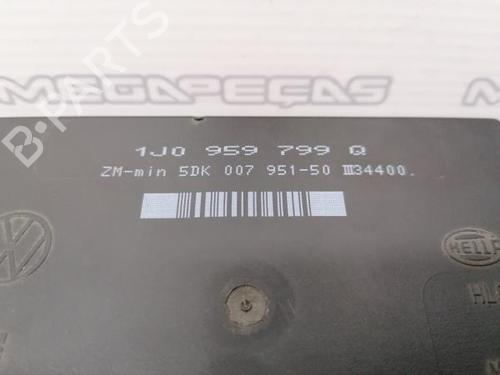 MEGAPEÇAS
B-PARTS
1J0 959 799 Q
ZM-min 5DK 007 951-50 III34400.
HELLA